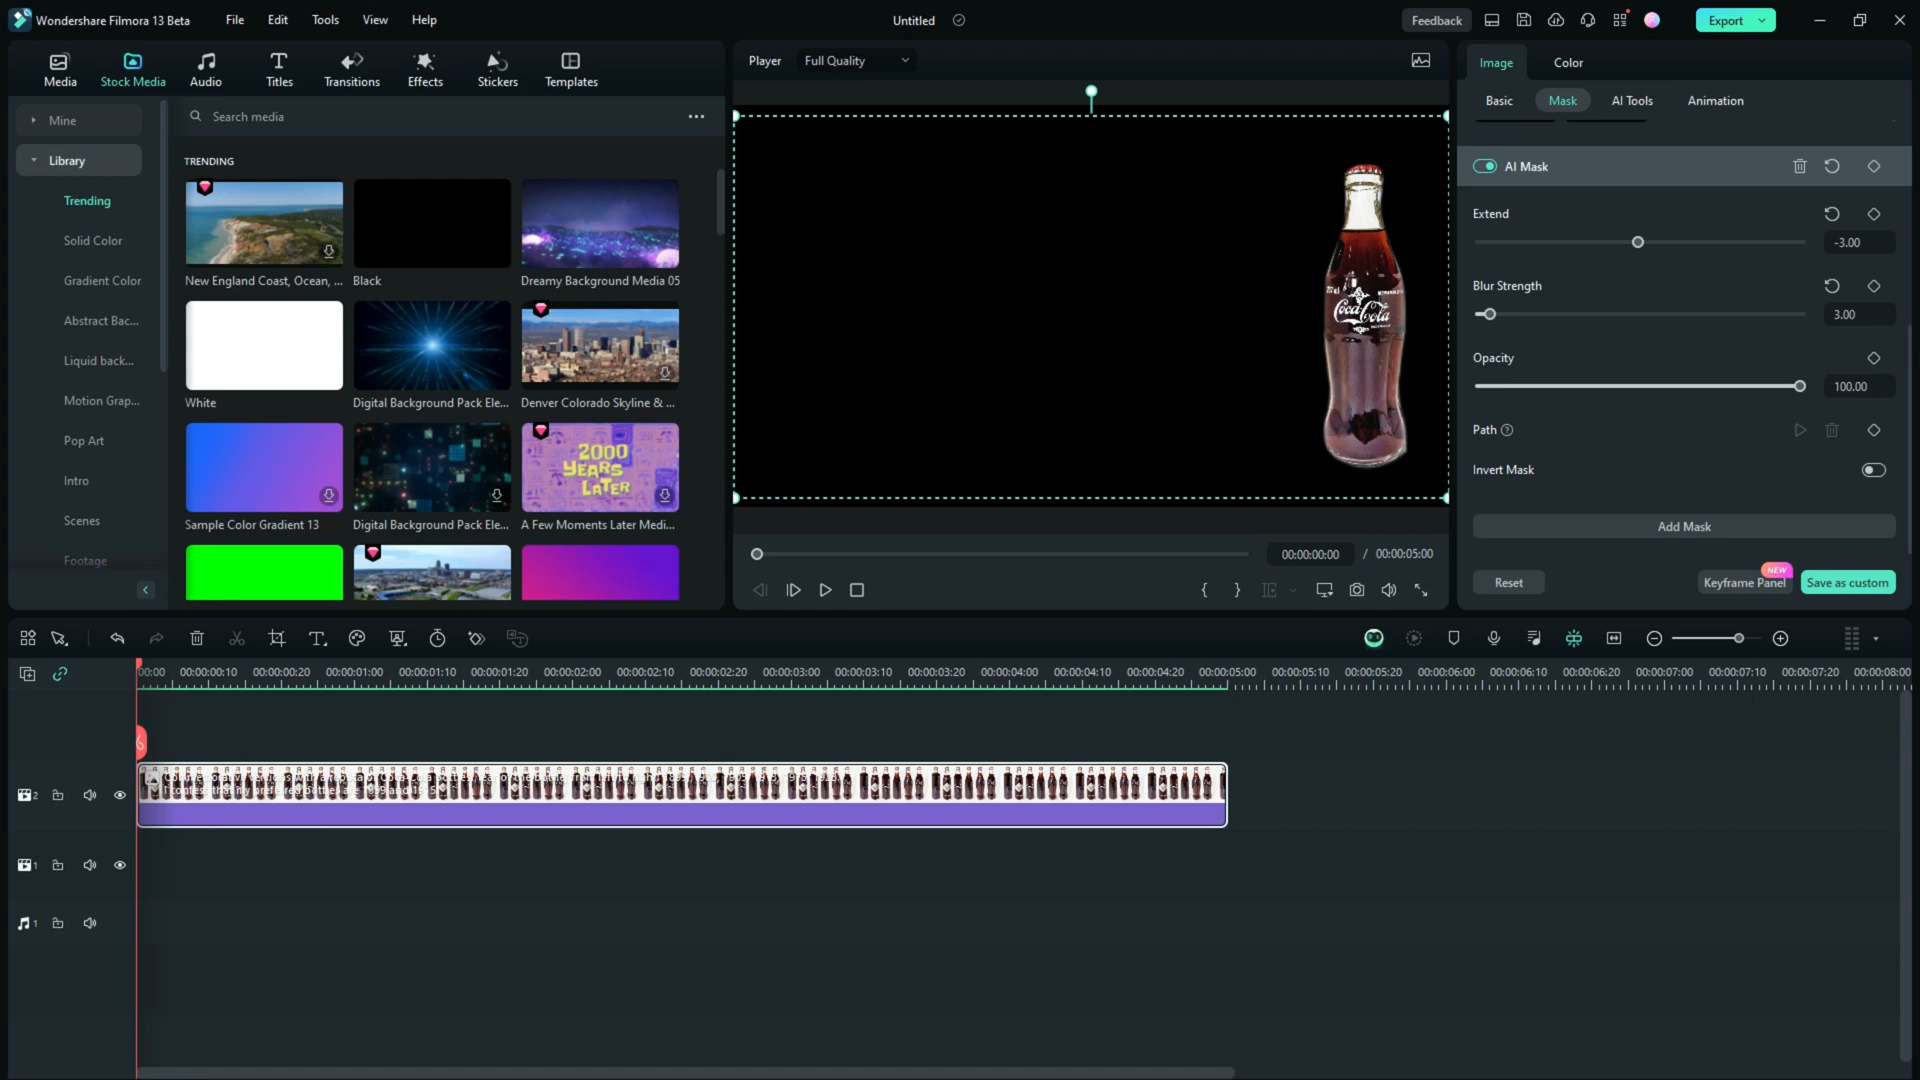 Wondershare Filmora 13 Beta
File
Edit
Tools
View
Help
Untitled
Feedback
Export
Media
Stock Media
Audio
Titles
Transitions
Effects
Stickers
Templates
Player
Full Quality
Image
Color
Mine
Library
Trending
Solid Color
Gradient Color
Abstract Bac...
Liquid back...
Motion Grap...
Pop Art
Intro
Scenes
Footage
Search media
TRENDING
New England Coast, Ocean, ...
Black
Dreamy Background Media 05
White
Digital Background Pack Ele...
Denver Colorado Skyline & ...
2000
YEARS
LATER
Sample Color Gradient 13
Digital Background Pack Ele...
A Few Moments Later Medi...
Coca-Cola
00:00:00:00 / 00:00:05:00
Basic
Mask
AI Tools
Animation
AI Mask
Extend
-3.00
Blur Strength
3.00
Opacity
100.00
Path
Invert Mask
Add Mask
NEW
Reset
Keyframe Panel
Save as custom
00:00
00:00:00:10
00:00:00:20
00:00:01:00
00:00:01:10
00:00:01:20
00:00:02:00
00:00:02:10
00:00:02:20
00:00:03:00
00:00:03:10
00:00:03:20
00:00:04:00
00:00:04:10
00:00:04:20
00:00:05:00
00:00:05:10
00:00:05:20
00:00:06:00
00:00:06:10
00:00:06:20
00:00:07:00
00:00:07:10
00:00:07:20
00:00:08:00
2
1
1